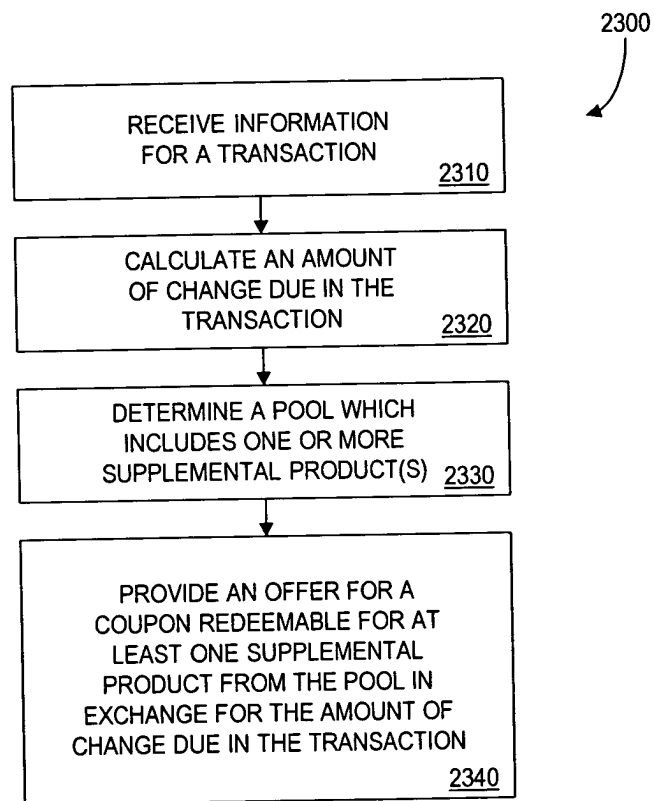 2300
RECEIVE INFORMATION
FOR A TRANSACTION
2310
CALCULATE AN AMOUNT
OF CHANGE DUE IN THE
TRANSACTION
2320
DETERMINE A POOL WHICH
INCLUDES ONE OR MORE
SUPPLEMENTAL PRODUCT(S)
2330
PROVIDE AN OFFER FOR A
COUPON REDEEMABLE FOR AT
LEAST ONE SUPPLEMENTAL
PRODUCT FROM THE POOL IN
EXCHANGE FOR THE AMOUNT OF
CHANGE DUE IN THE TRANSACTION
2340